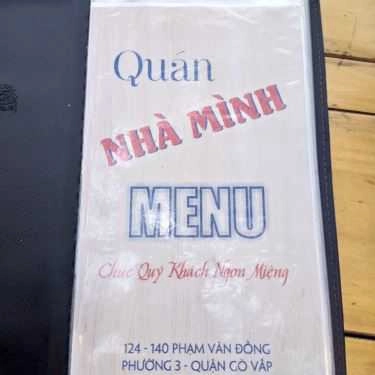 Quán
NHÀ MÌNH
MENU
Chúc Quý Khách Ngon Miệng
124 - 140 PHẠM VĂN ĐỒNG
PHƯỜNG 3 - QUẬN GÒ VẤP